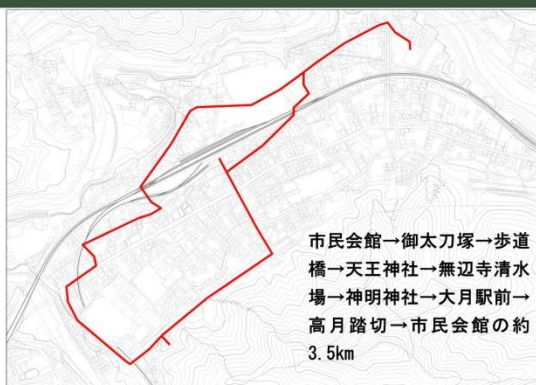 市民会館→御太刀塚→歩道
橋→天王神社→無辺寺清水
場→神明神社→大月駅前→
高月踏切→市民会館の約
3.5km